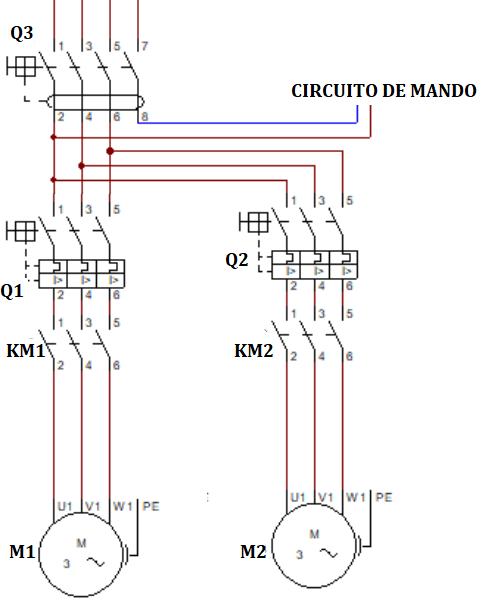 Q3
1 3 5 7
CIRCUITO DE MANDO
2 4 6 8
1 3 5
1 3 5
Q2
I> I> I>
I> I> I>
Q1
2 4 6
2 4 6
1 3 5
1 3 5
KM1
KM2
2 4 6
2 4 6
U1 V1 W1 PE
U1 V1 W1 PE
M
M
M1
M2
3
3